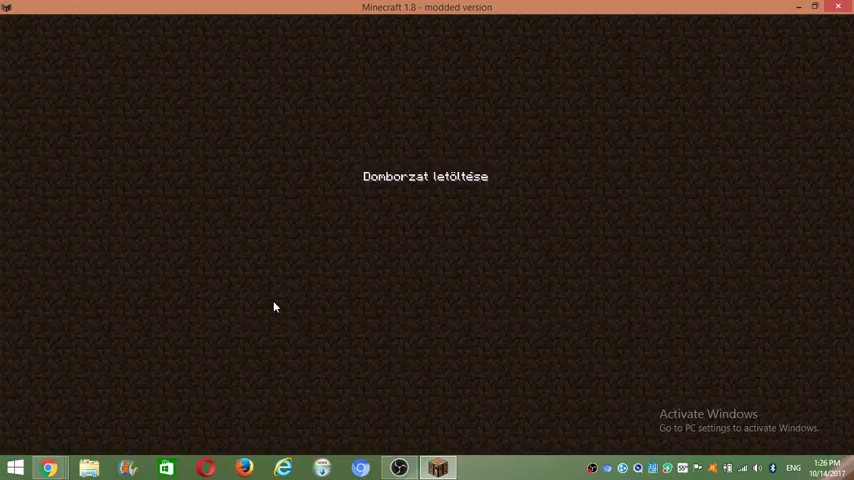 Minecraft 1.8 - modded version
Domborzat letöltése
Activate Windows
Go to PC settings to activate Windows.
55°
ENG
1:26 PM
10/14/2017